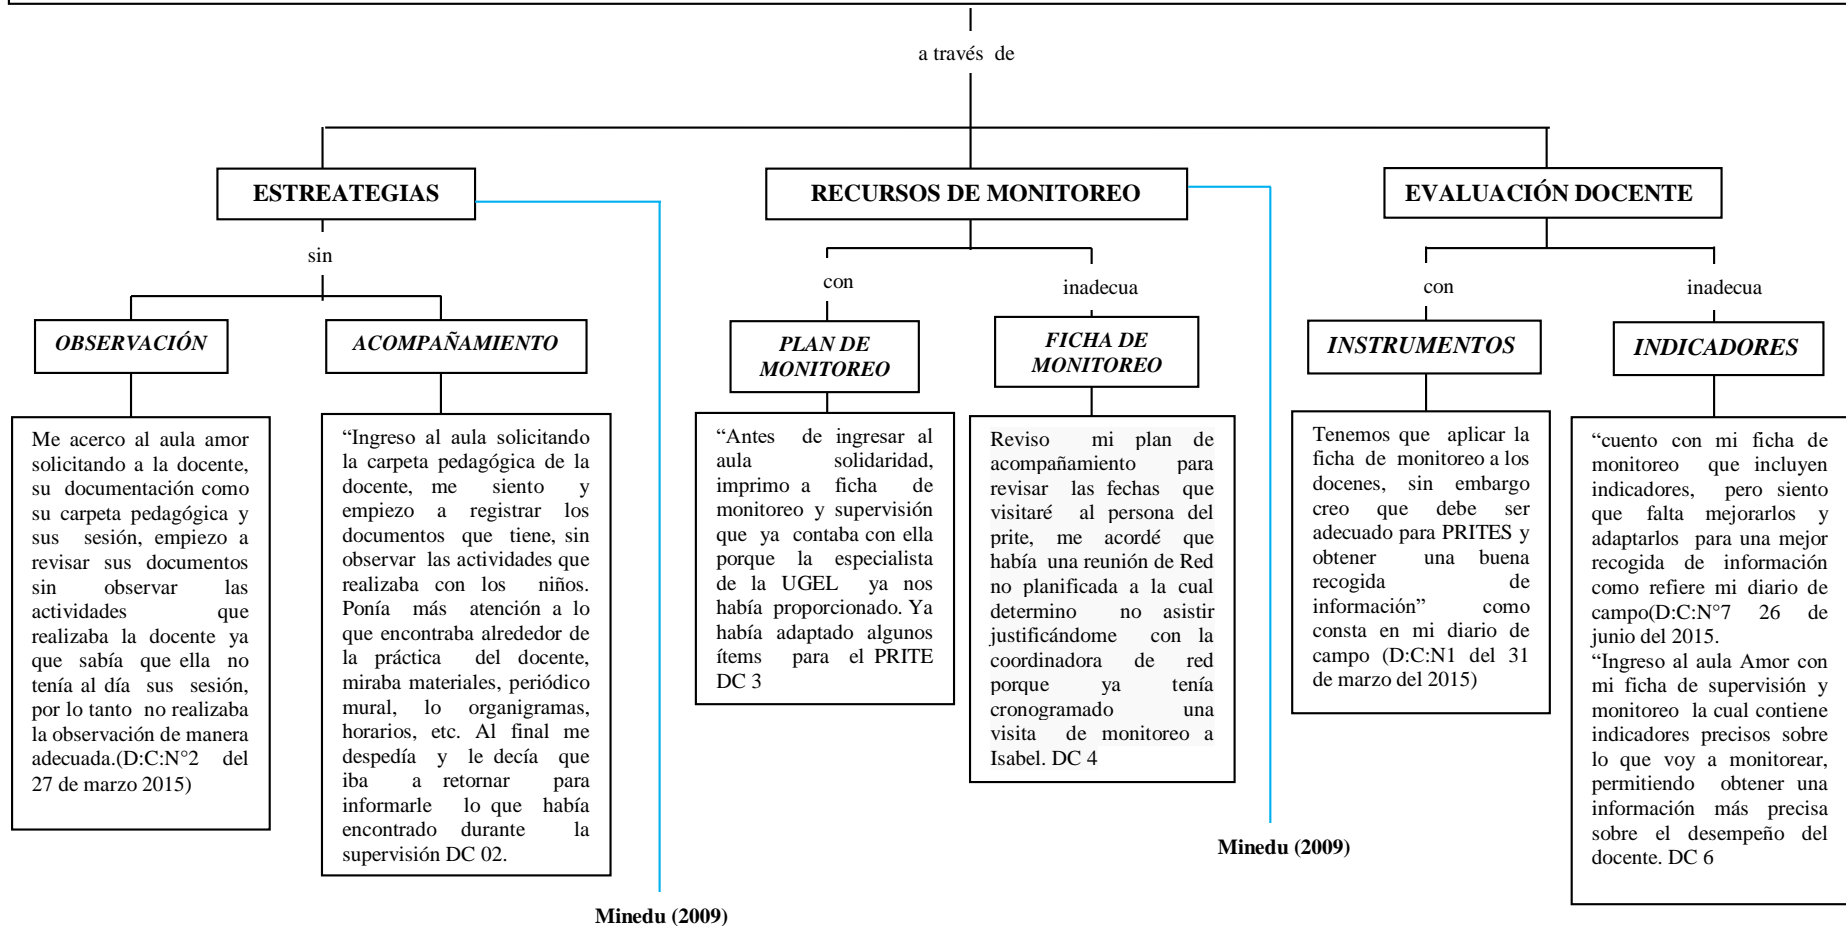 a través de
ESTREATEGIAS
RECURSOS DE MONITOREO
EVALUACIÓN DOCENTE
sin
con
inadecua
con
inadecua
OBSERVACIÓN
ACOMPAÑAMIENTO
PLAN DE
MONITOREO
FICHA DE
MONITOREO
INSTRUMENTOS
INDICADORES
Me acerco al aula amor
solicitando a la docente,
su documentación como
su carpeta pedagógica y
sus sesión, empiezo a
revisar sus documentos
sin observar las
actividades que
realizaba la docente ya
que sabía que ella no
tenía al día sus sesión,
por lo tanto no realizaba
la observación de manera
adecuada.(D:C:N°2 del
27 de marzo 2015)
“Ingreso al aula solicitando
la carpeta pedagógica de la
docente, me siento y
empiezo a registrar los
documentos que tiene, sin
observar las actividades que
realizaba con los niños.
Ponía más atención a lo
que encontraba alrededor de
la práctica del docente,
miraba materiales, periódico
mural, lo organigramas,
horarios, etc. Al final me
despedía y le decía que
iba a retornar para
informarle lo que había
encontrado durante la
supervisión DC 02.
“Antes de ingresar al
aula solidaridad,
imprimo a ficha de
monitoreo y supervisión
que ya contaba con ella
porque la especialista
de la UGEL ya nos
había proporcionado. Ya
había adaptado algunos
ítems para el PRITE
DC 3
Reviso mi plan de
acompañamiento para
revisar las fechas que
visitaré al persona del
prite, me acordé que
había una reunión de Red
no planificada a la cual
determino no asistir
justificándome con la
coordinadora de red
porque ya tenía
cronogramado una
visita de monitoreo a
Isabel. DC 4
Tenemos que aplicar la
ficha de monitoreo a los
docenes, sin embargo
creo que debe ser
adecuado para PRITES y
obtener una buena
recogida de
información” como
consta en mi diario de
campo (D:C:N1 del 31
de marzo del 2015)
“cuento con mi ficha de
monitoreo que incluyen
indicadores, pero siento
que falta mejorarlos y
adaptarlos para una mejor
recogida de información
como refiere mi diario de
campo(D:C:N°7 26 de
junio del 2015.
“Ingreso al aula Amor con
mi ficha de supervisión y
monitoreo la cual contiene
indicadores precisos sobre
lo que voy a monitorear,
permitiendo obtener una
información más precisa
sobre el desempeño del
docente. DC 6
Minedu (2009)
Minedu (2009)